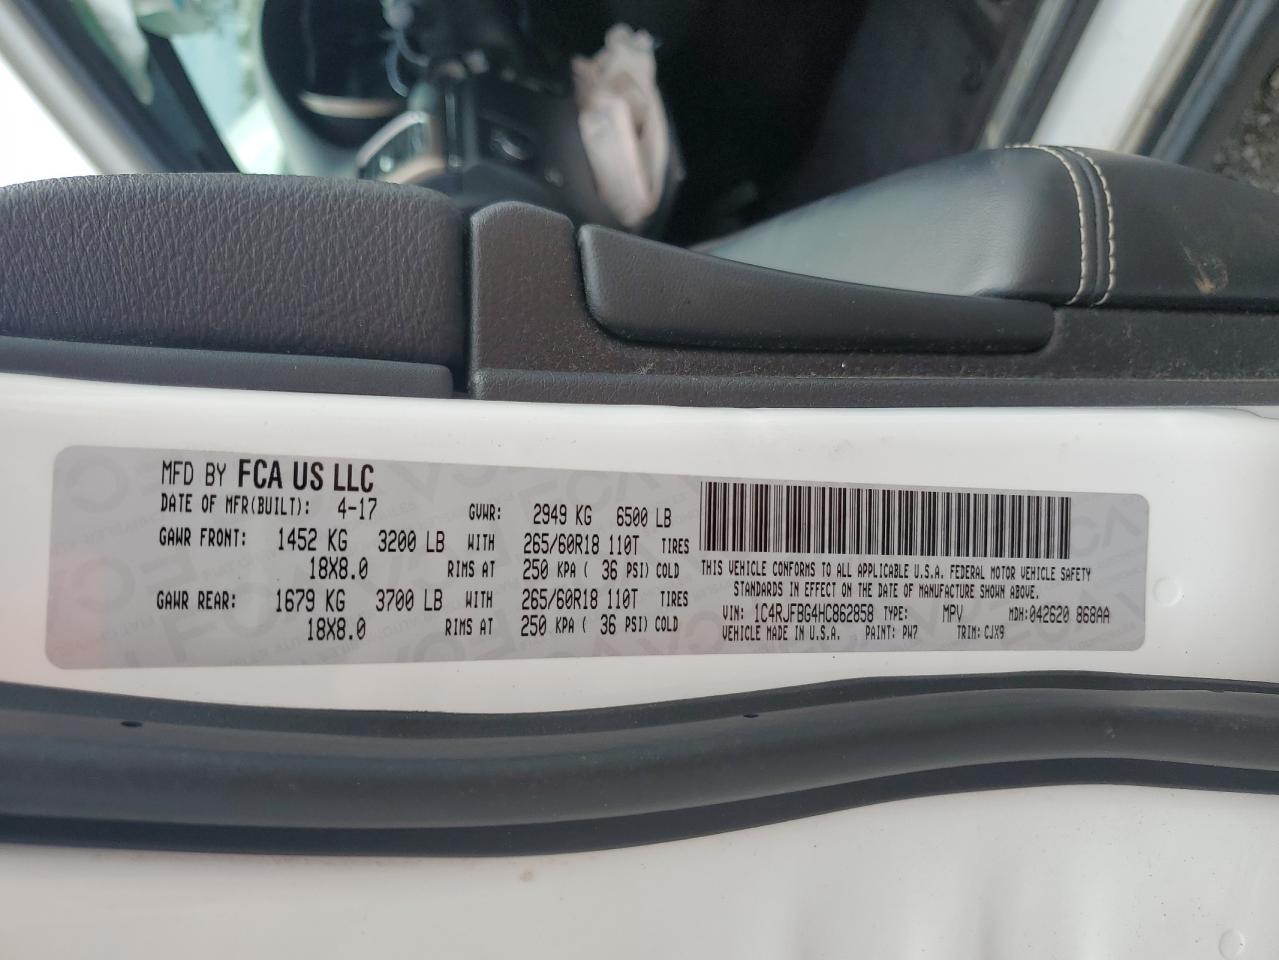 MFD BY FCA US LLC
DATE OF MFR(BUILT): 4-17 GVWR: 2949 KG 6500 LB
GAWR FRONT: 1452 KG 3200 LB WITH 265/60R18 110T TIRES
18X8.0 RIMS AT 250 KPA ( 36 PSI) COLD
GAWR REAR: 1679 KG 3700 LB WITH 265/60R18 110T TIRES
18X8.0 RIMS AT 250 KPA ( 36 PSI) COLD
THIS VEHICLE CONFORMS TO ALL APPLICABLE U.S.A. FEDERAL MOTOR VEHICLE SAFETY
STANDARDS IN EFFECT ON THE DATE OF MANUFACTURE SHOWN ABOVE.
VIN: 1C4RJFBG4HC862858 TYPE: MPV MDH:042620 868AA
VEHICLE MADE IN U.S.A. PAINT: PW7 TRIM: CJX9